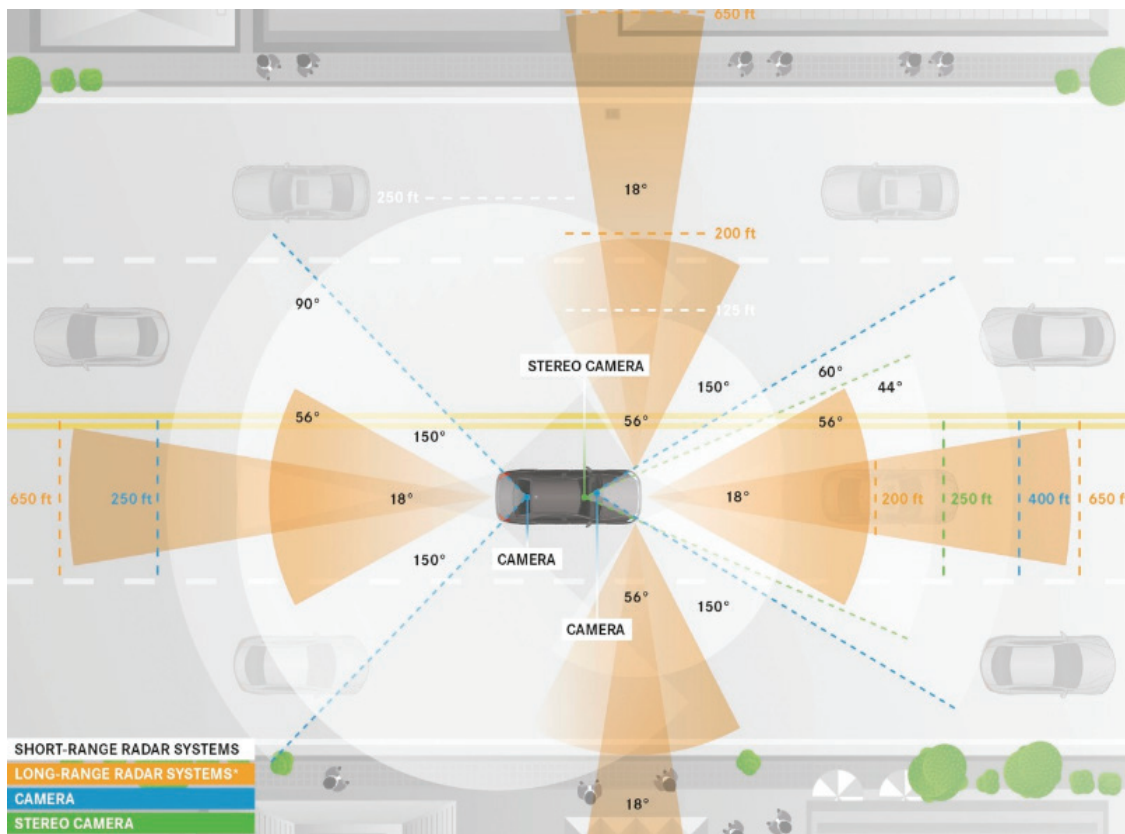 650 ft
18°
250 ft
200 ft
90°
125 ft
STEREO CAMERA
60°
150°
44°
56°
56°
56°
150°
650 ft
250 ft
18°
18°
200 ft
250 ft
400 ft
650 ft
150°
CAMERA
56°
150°
CAMERA
SHORT-RANGE RADAR SYSTEMS
LONG-RANGE RADAR SYSTEMS*
CAMERA
STEREO CAMERA
18°